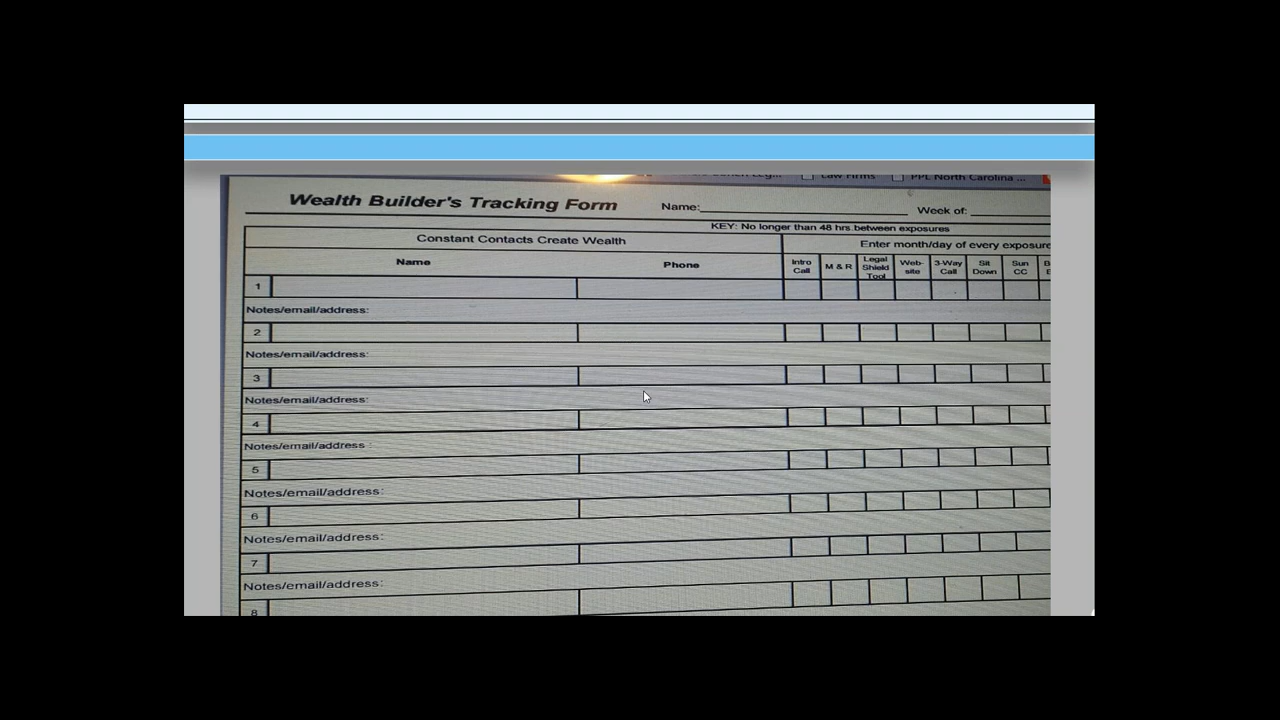 Law Firms PPL North Carolina ...
Wealth Builder's Tracking Form Name: Week of:
KEY: No longer than 48 hrs.between exposures
Constant Contacts Create Wealth Enter month/day of every exposure
Name Phone Intro Call M & R Legal Shield Tool Web-site 3-Way Call Sit Down Sun CC
1
Notes/email/address:
2
Notes/email/address:
3
Notes/email/address:
4
Notes/email/address :
5
Notes/email/address:
6
Notes/email/address:
7
Notes/email/address:
8